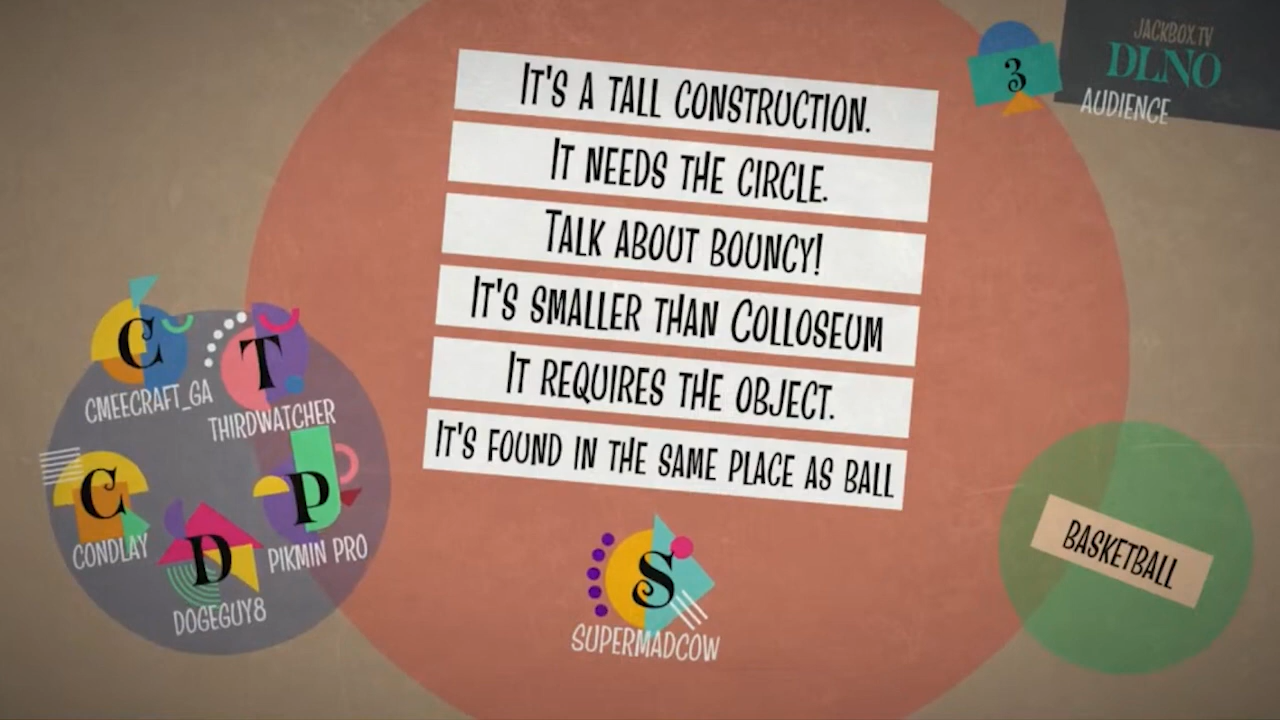 IT'S A TALL CONSTRUCTION.
IT NEEDS THE CIRCLE.
TALK ABOUT BOUNCY!
IT'S SMALLER THAN COLLOSEUM
IT REQUIRES THE OBJECT.
IT'S FOUND IN THE SAME PLACE AS BALL
3
JACKBOX.TV
DLNO
AUDIENCE
C
CMEECRAFT_GA
T
THIRDWATCHER
C
CONDLAY
P
PIKMIN PRO
D
DOGEGUY8
S
SUPERMADCOW
BASKETBALL